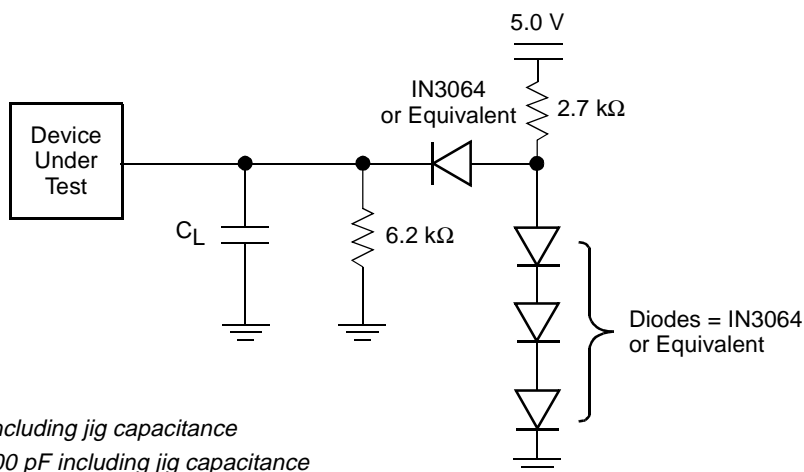 5.0 V
IN3064
or Equivalent
2.7 kΩ
Device
Under
Test
CL
6.2 kΩ
Diodes = IN3064
or Equivalent
including jig capacitance
00 pF including jig capacitance